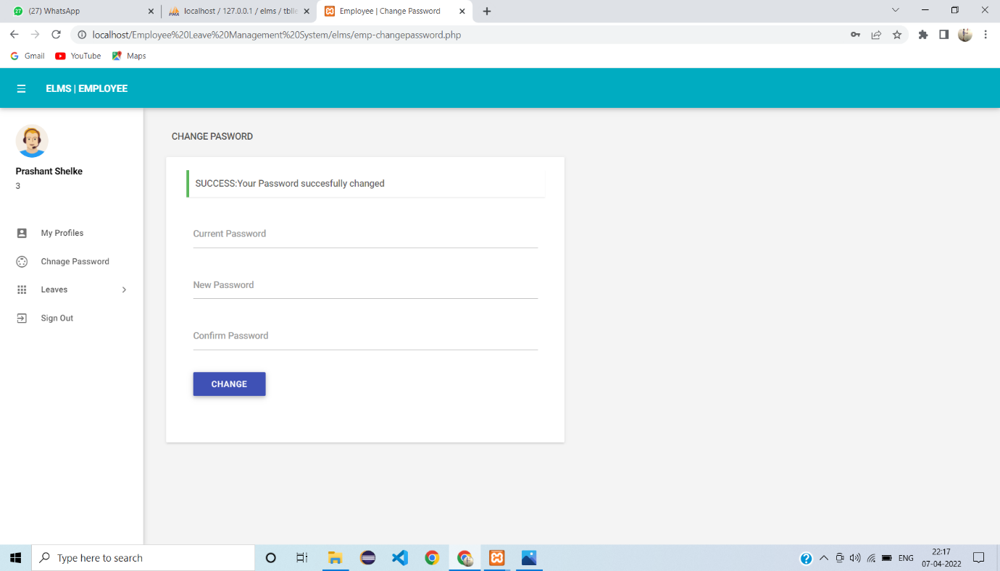 (27) WhatsApp
localhost / 127.0.0.1 / elms / tblle
Employee | Change Password
localhost/Employee%20Leave%20Management%20System/elms/emp-changepassword.php
Gmail
YouTube
Maps
ELMS | EMPLOYEE
Prashant Shelke
3
My Profiles
Chnage Password
Leaves
Sign Out
CHANGE PASWORD
SUCCESS:Your Password succesfully changed
Current Password
New Password
Confirm Password
CHANGE
Type here to search
ENG
22:17
07-04-2022